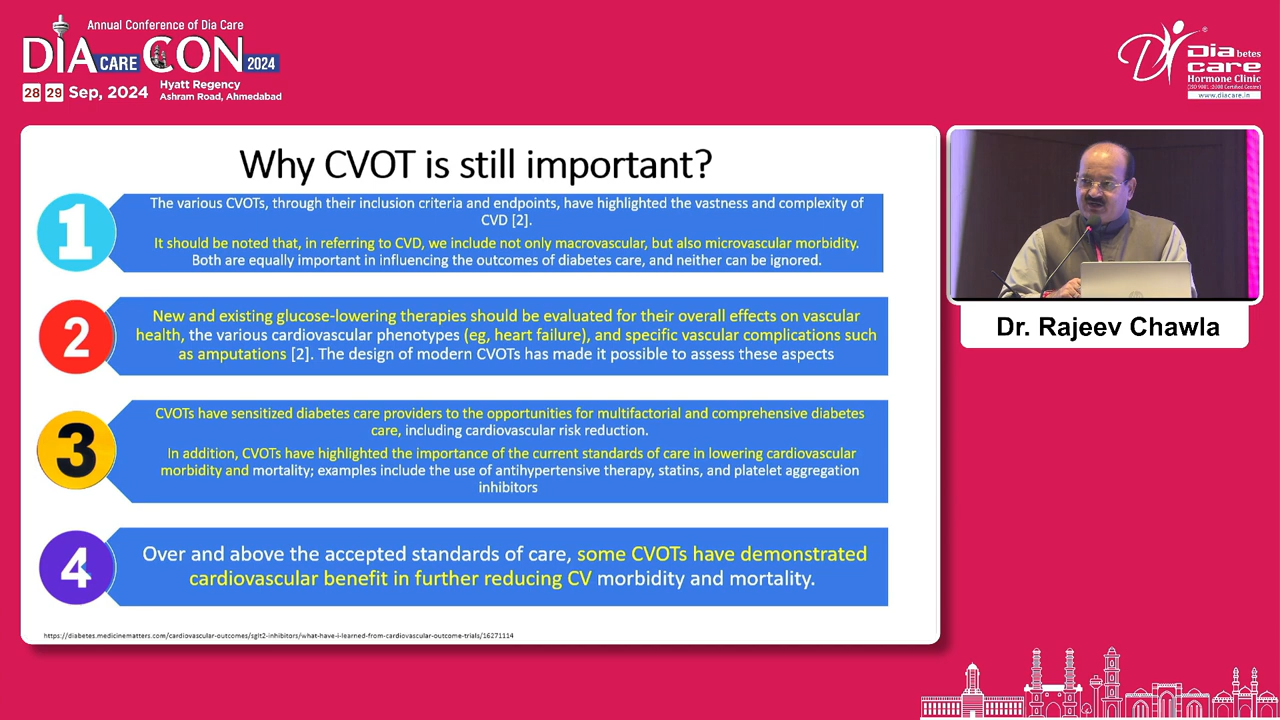 Annual Conference of Dia Care
DIA CARE CON 2024
28 29 Sep, 2024
Hyatt Regency
Ashram Road, Ahmedabad
Diabetes
care
Hormone Clinic
(ISO 9001 :2008 Certified Centre)
www.diacare.in
Why CVOT is still important?
1
The various CVOTs, through their inclusion criteria and endpoints, have highlighted the vastness and complexity of
CVD [2].
It should be noted that, in referring to CVD, we include not only macrovascular, but also microvascular morbidity.
Both are equally important in influencing the outcomes of diabetes care, and neither can be ignored.
2
New and existing glucose-lowering therapies should be evaluated for their overall effects on vascular
health, the various cardiovascular phenotypes (eg, heart failure), and specific vascular complications such
as amputations [2]. The design of modern CVOTs has made it possible to assess these aspects
3
CVOTs have sensitized diabetes care providers to the opportunities for multifactorial and comprehensive diabetes
care, including cardiovascular risk reduction.
In addition, CVOTs have highlighted the importance of the current standards of care in lowering cardiovascular
morbidity and mortality; examples include the use of antihypertensive therapy, statins, and platelet aggregation
inhibitors
4
Over and above the accepted standards of care, some CVOTs have demonstrated
cardiovascular benefit in further reducing CV morbidity and mortality.
https://diabetes.medicinematters.com/cardiovascular-outcomes/sglt2-inhibitors/what-have-i-learned-from-cardiovascular-outcome-trials/16271114
Dr. Rajeev Chawla